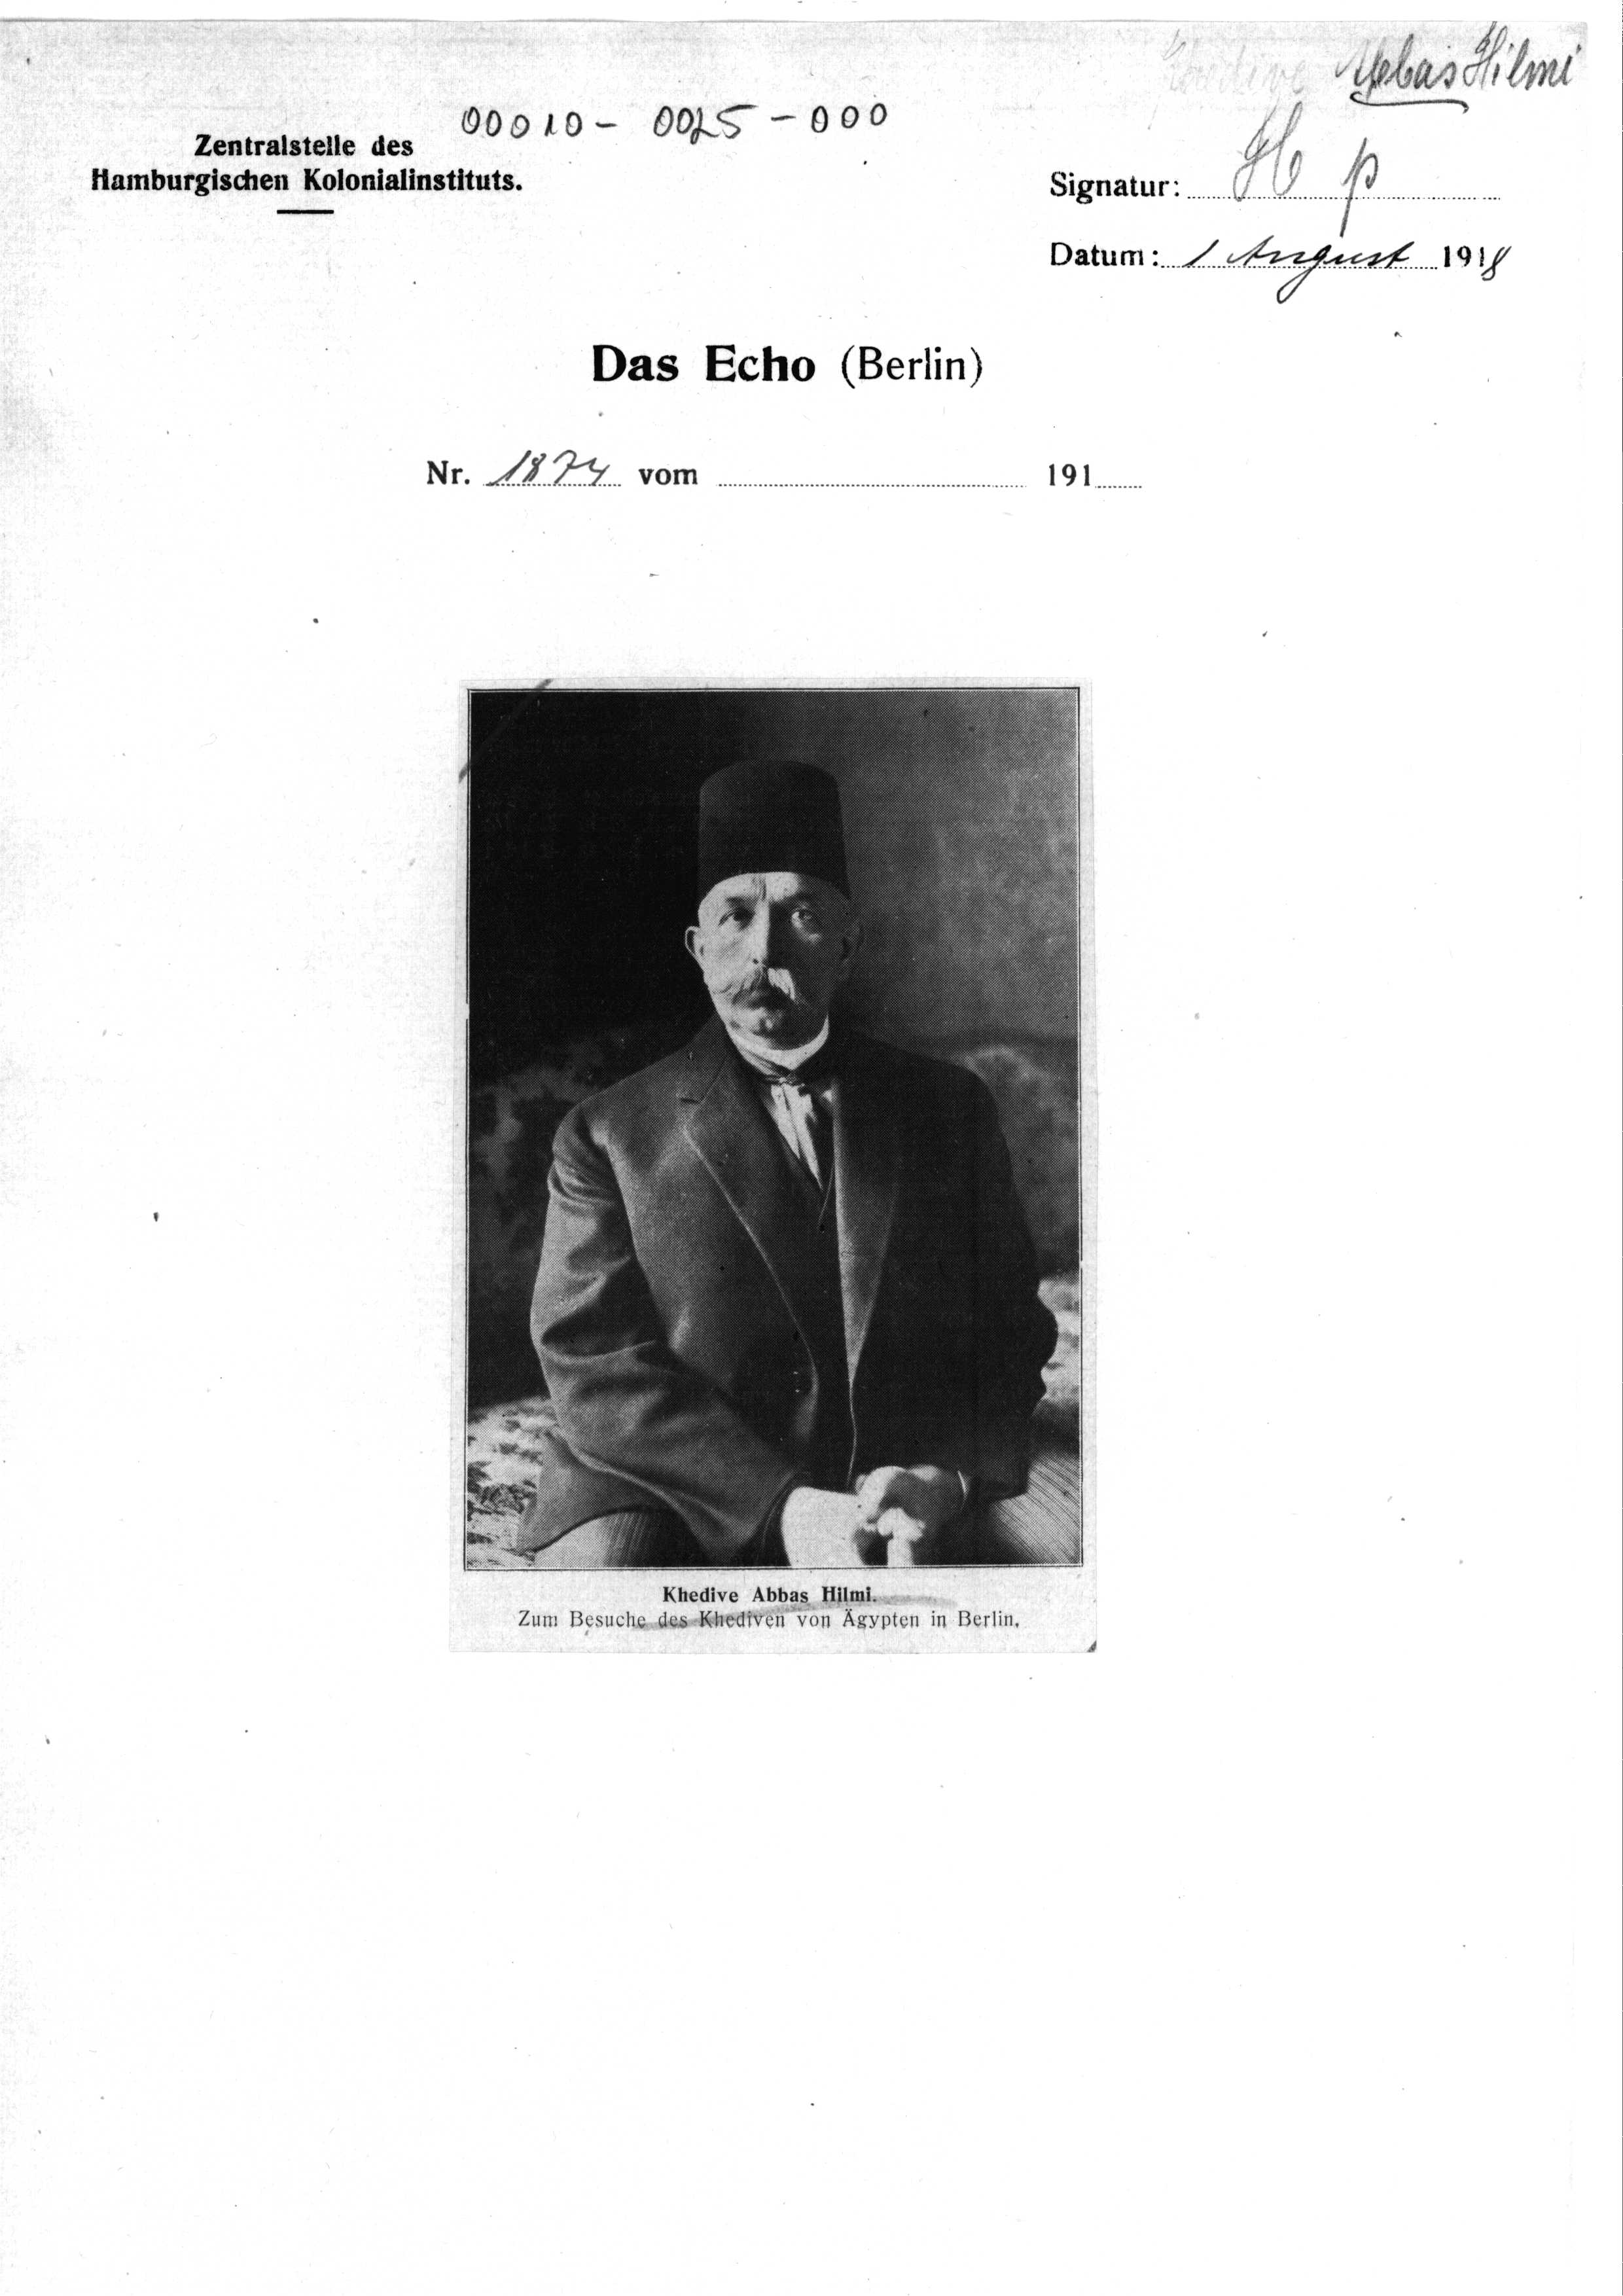 Khedive Abbas Hilmi
00010 - 0025 - 000
Zentralstelle des
Hamburgischen Kolonialinstituts.
Signatur: H p
Datum: 1 August 1918
Das Echo (Berlin)
Nr. 1874 vom 191
Khedive Abbas Hilmi.
Zum Besuche des Khediven von Ägypten in Berlin.